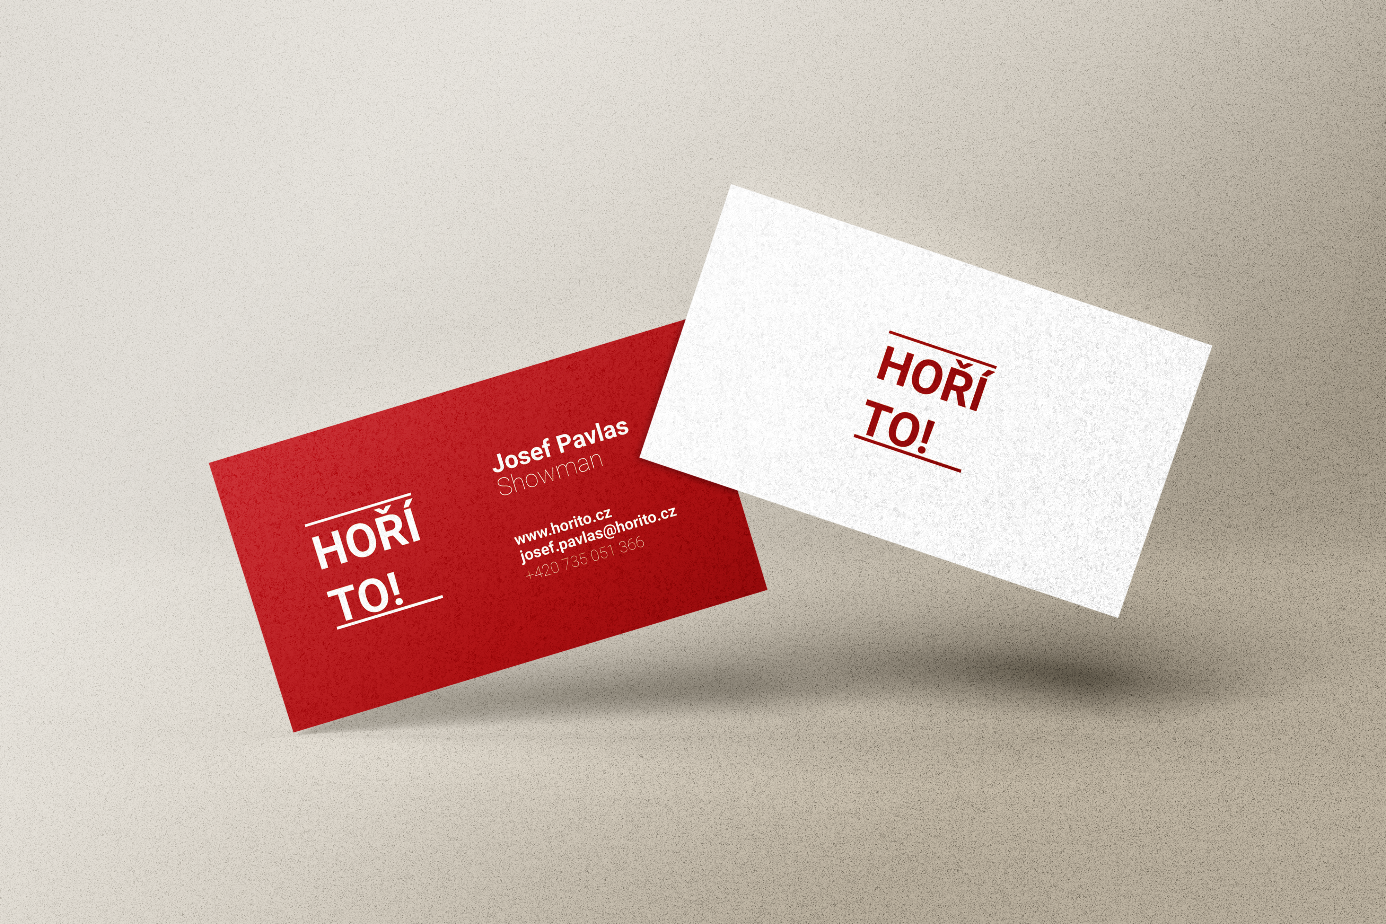 HOŘÍ
TO!
Josef Pavlas
Showman
www.horito.cz
josef.pavlas@horito.cz
+420 735 051 366
HOŘÍ
TO!